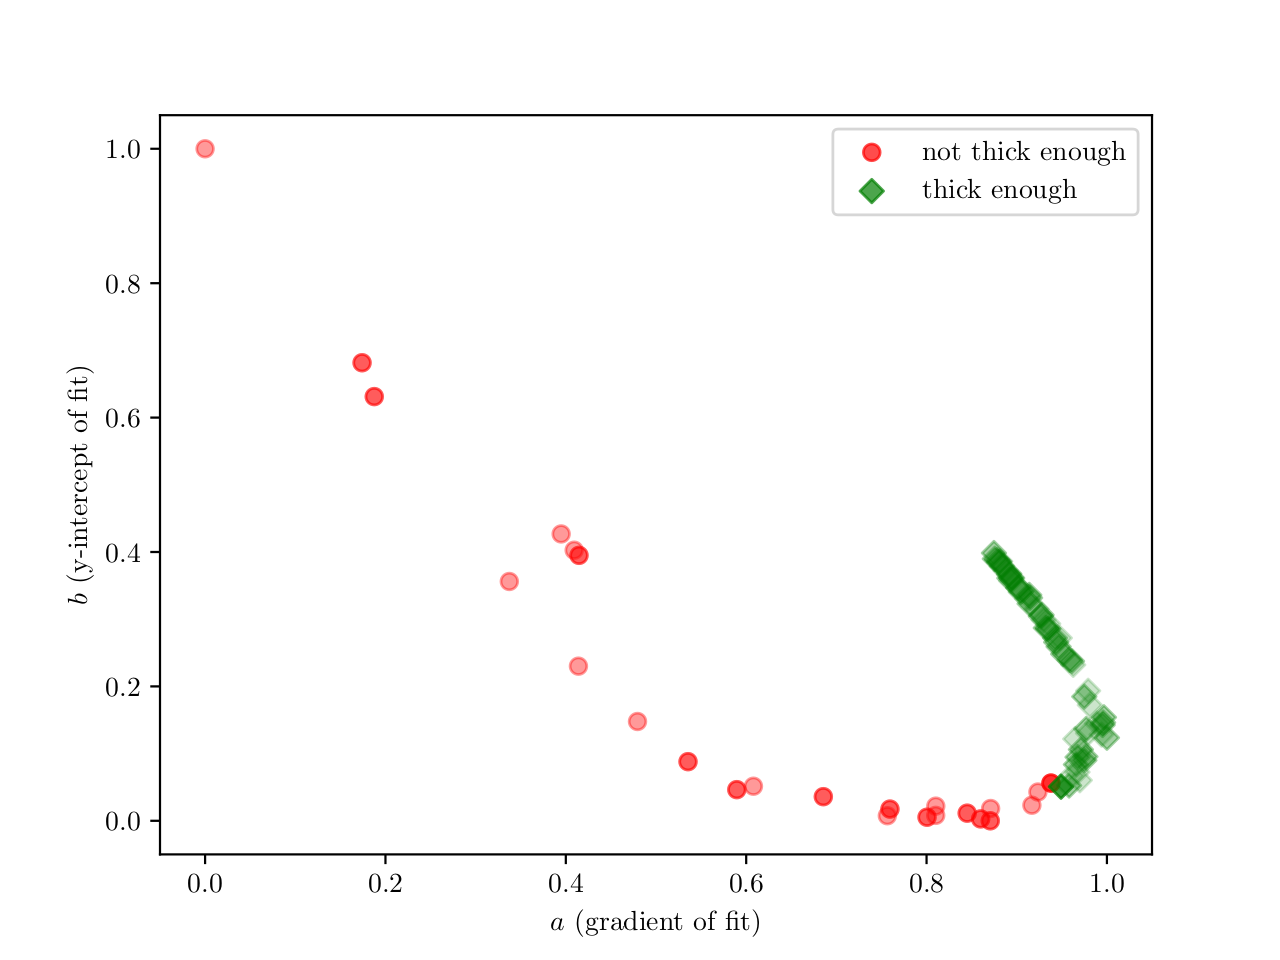 not thick enough
thick enough
1.0
0.8
0.6
0.4
0.2
0.0
b (y-intercept of fit)
0.0 0.2 0.4 0.6 0.8 1.0
a (gradient of fit)